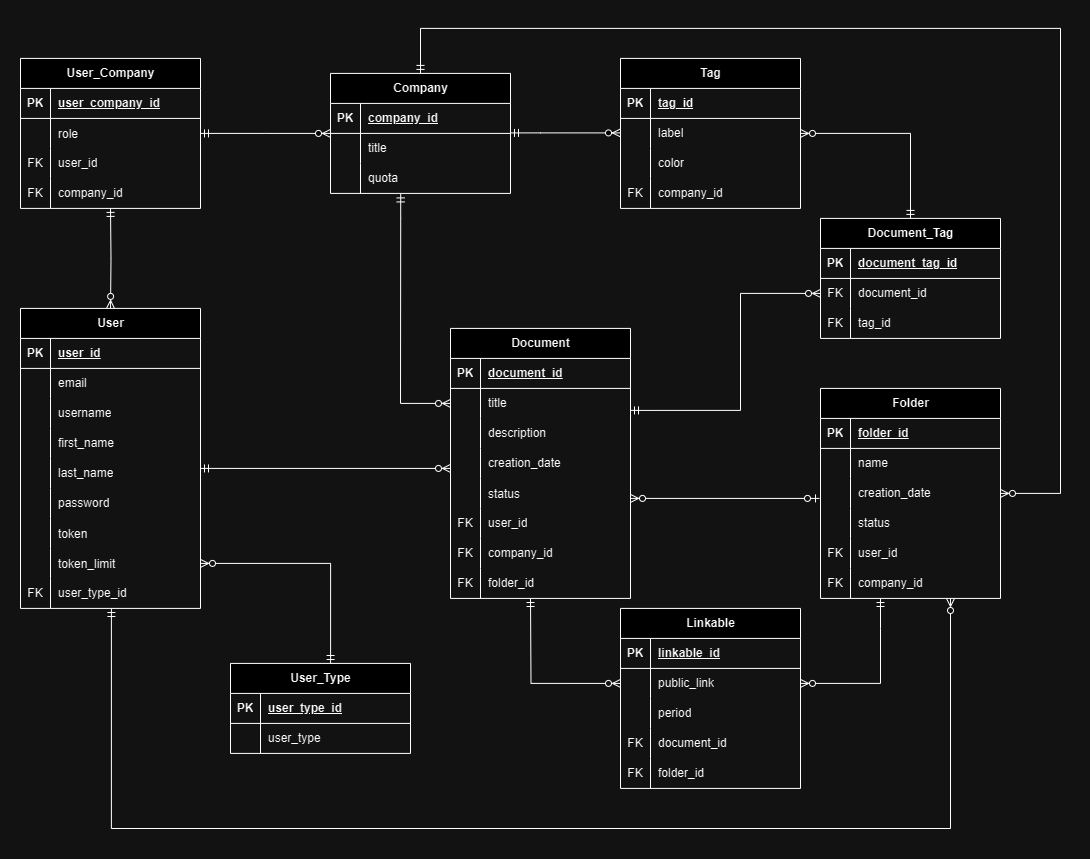 User_Company
PK user_company_id
role
FK user_id
FK company_id
Company
PK company_id
title
quota
Tag
PK tag_id
label
color
FK company_id
Document_Tag
PK document_tag_id
FK document_id
FK tag_id
User
PK user_id
email
username
first_name
last_name
password
token
token_limit
FK user_type_id
Document
PK document_id
title
description
creation_date
status
FK user_id
FK company_id
FK folder_id
Folder
PK folder_id
name
creation_date
status
FK user_id
FK company_id
User_Type
PK user_type_id
user_type
Linkable
PK linkable_id
public_link
period
FK document_id
FK folder_id